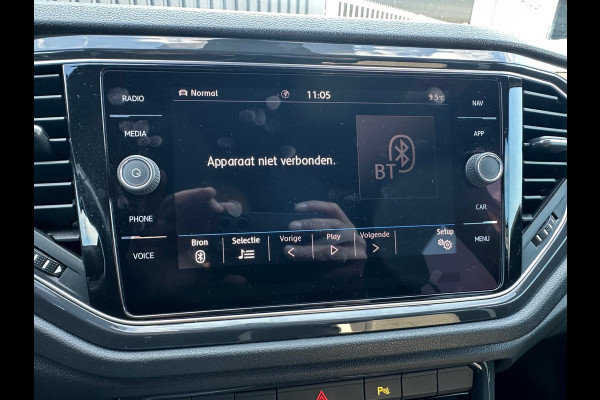 RADIO
Normal
11:05
9.5°C
NAV
MEDIA
APP
Apparaat niet verbonden.
BT
PHONE
CAR
VOICE
MENU
Bron
Selectie
Vorige
Play
Volgende
Setup
P